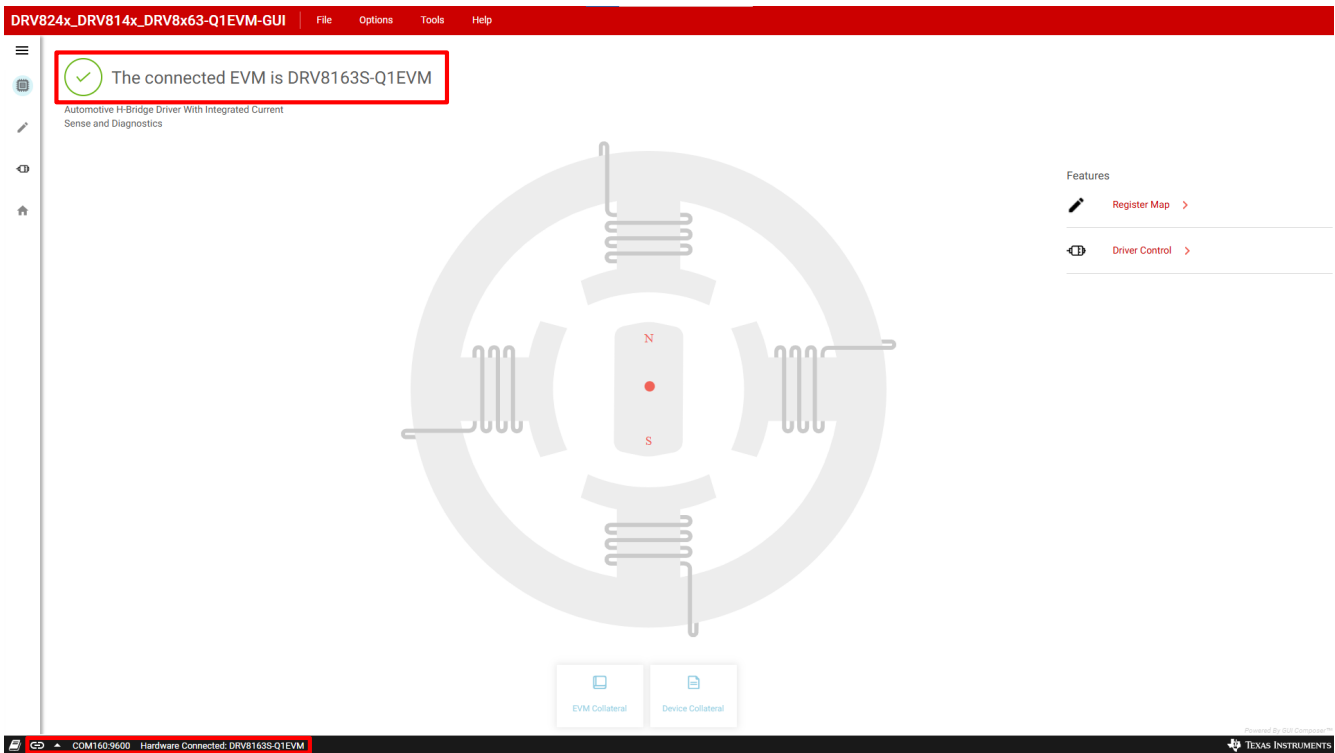 DRV824x_DRV814x_DRV8x63-Q1EVM-GUI File Options Tools Help
The connected EVM is DRV8163S-Q1EVM
Automotive H-Bridge Driver With Integrated Current
Sense and Diagnostics
Features
Register Map
Driver Control
N
S
EVM Collateral Device Collateral
Powered By GUI Composer™
COM160:9600 Hardware Connected: DRV8163S-Q1EVM TEXAS INSTRUMENTS